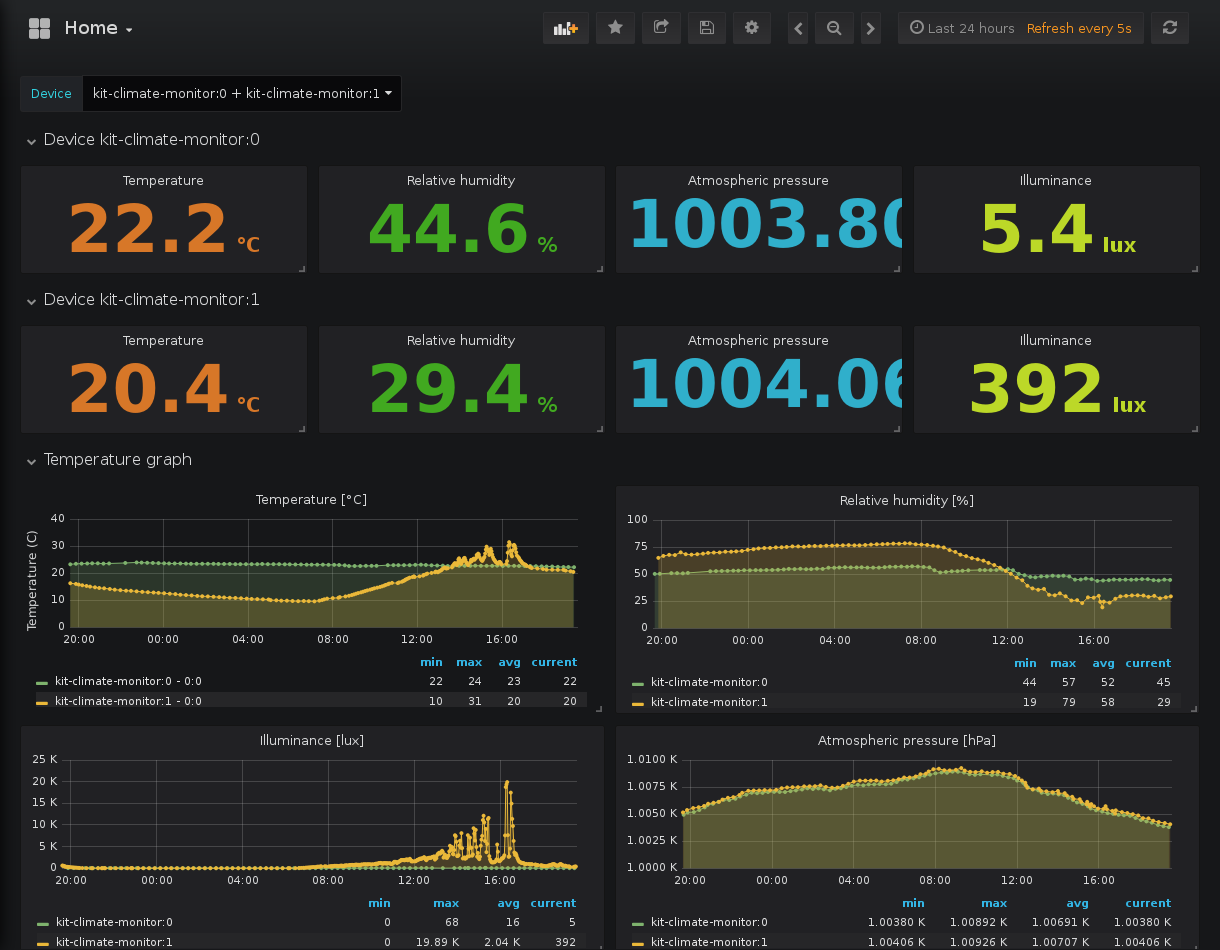 Home
Last 24 hours Refresh every 5s
Device kit-climate-monitor:0 + kit-climate-monitor:1
Device kit-climate-monitor:0
Temperature Relative humidity Atmospheric pressure Illuminance
22.2 °C 44.6 % 1003.80 5.4 lux
Device kit-climate-monitor:1
Temperature Relative humidity Atmospheric pressure Illuminance
20.4 °C 29.4 % 1004.06 392 lux
Temperature graph
Temperature [°C]
Temperature (C)
40
30
20
10
0
20:00 00:00 04:00 08:00 12:00 16:00
min max avg current
kit-climate-monitor:0 - 0:0 22 24 23 22
kit-climate-monitor:1 - 0:0 10 31 20 20
Relative humidity [%]
100
75
50
25
0
20:00 00:00 04:00 08:00 12:00 16:00
min max avg current
kit-climate-monitor:0 44 57 52 45
kit-climate-monitor:1 19 79 58 29
Illuminance [lux]
25 K
20 K
15 K
10 K
5 K
0
20:00 00:00 04:00 08:00 12:00 16:00
min max avg current
kit-climate-monitor:0 0 68 16 5
kit-climate-monitor:1 0 19.89 K 2.04 K 392
Atmospheric pressure [hPa]
1.0100 K
1.0075 K
1.0050 K
1.0025 K
1.0000 K
20:00 00:00 04:00 08:00 12:00 16:00
min max avg current
kit-climate-monitor:0 1.00380 K 1.00892 K 1.00691 K 1.00380 K
kit-climate-monitor:1 1.00406 K 1.00926 K 1.00707 K 1.00406 K